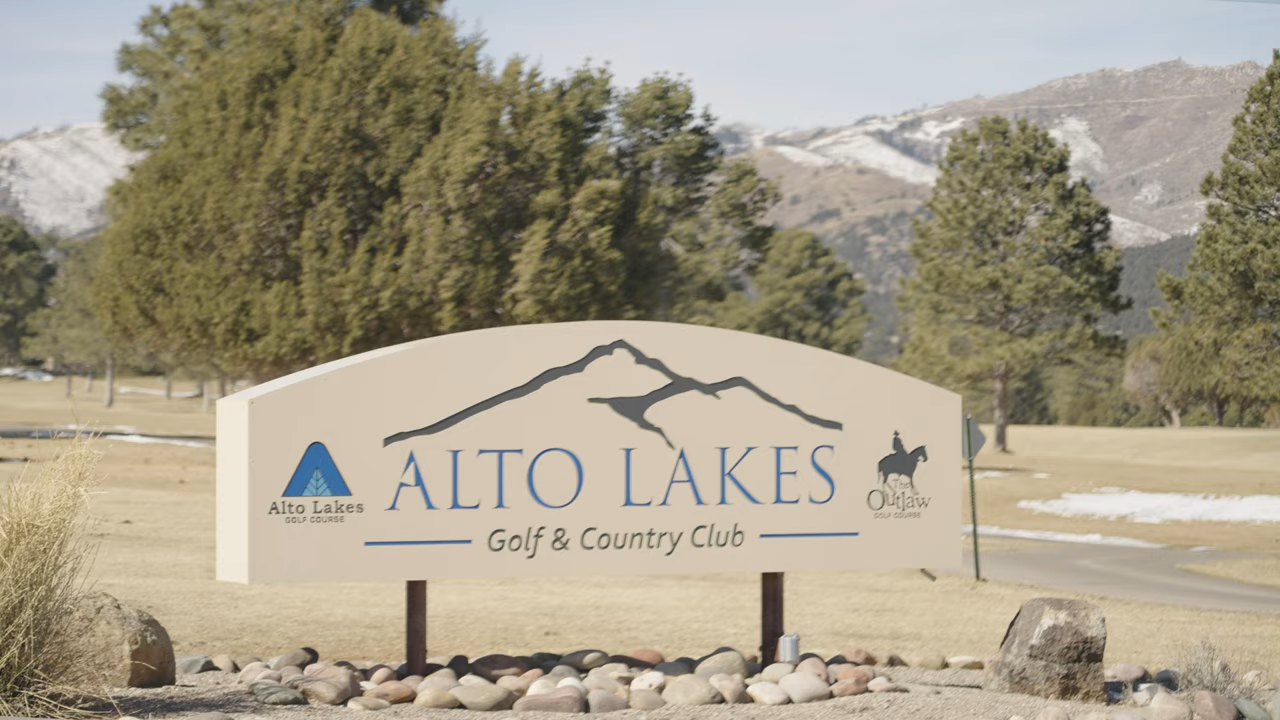 ALTO LAKES
Golf & Country Club
Alto Lakes
GOLF COURSE
The
Outlaw
GOLF COURSE